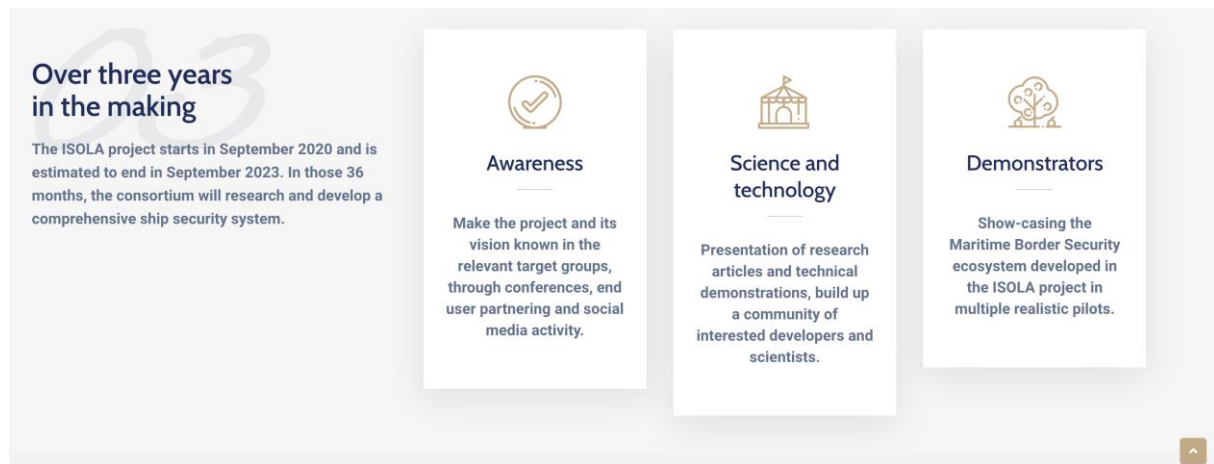 03
Over three years
in the making
The ISOLA project starts in September 2020 and is
estimated to end in September 2023. In those 36
months, the consortium will research and develop a
comprehensive ship security system.
Awareness
Make the project and its
vision known in the
relevant target groups,
through conferences, end
user partnering and social
media activity.
Science and
technology
Presentation of research
articles and technical
demonstrations, build up
a community of
interested developers and
scientists.
Demonstrators
Show-casing the
Maritime Border Security
ecosystem developed in
the ISOLA project in
multiple realistic pilots.